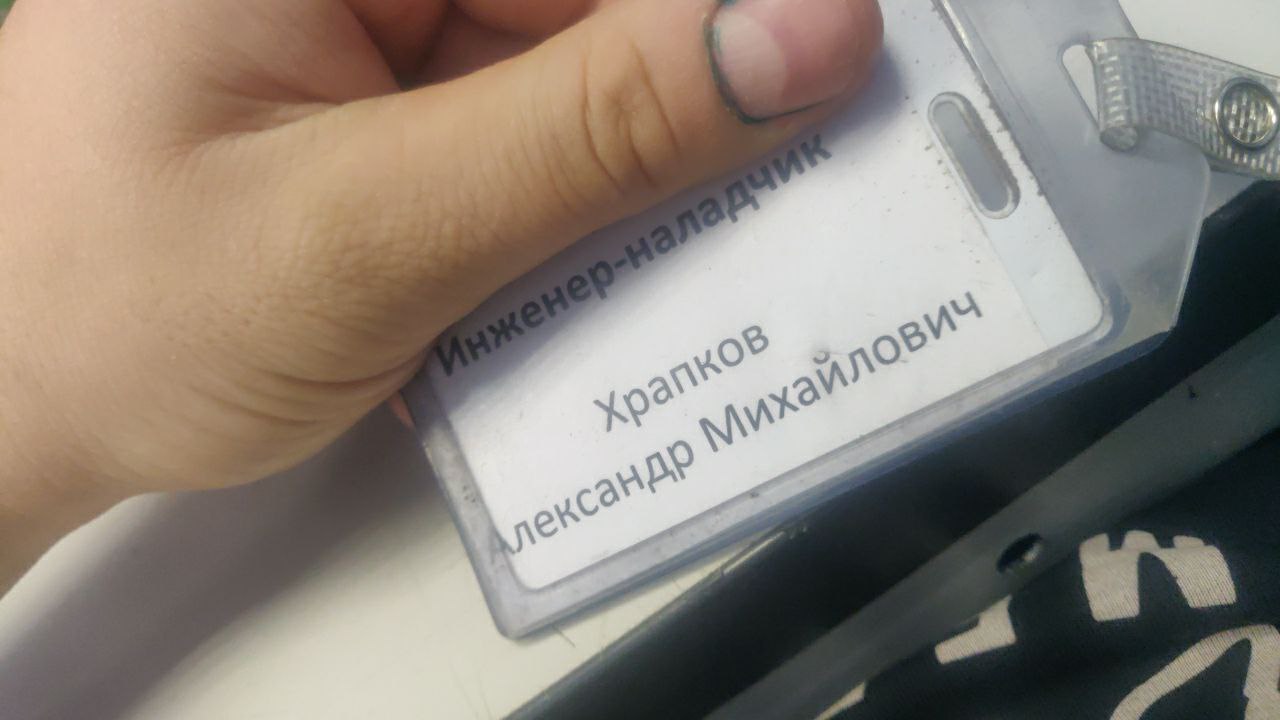 Инженер-наладчик
Храпков
Александр Михайлович